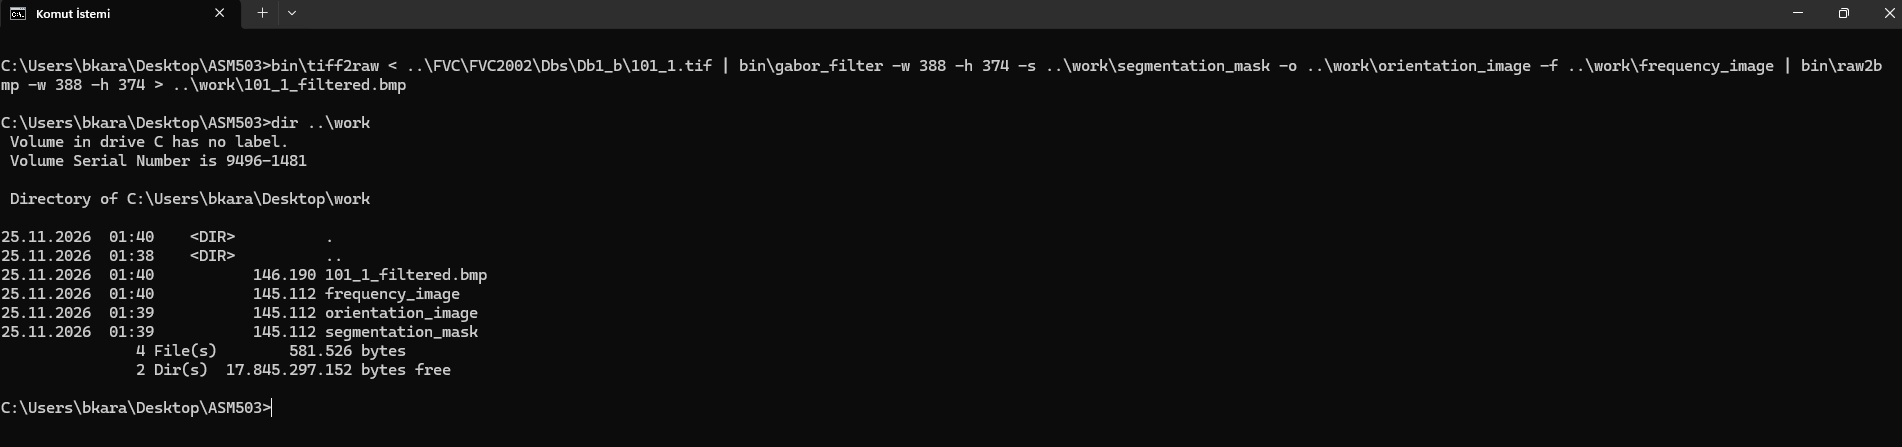 Komut İstemi
C:\Users\bkara\Desktop\ASM503>bin\tiff2raw < ..\FVC\FVC2002\Dbs\Db1_b\101_1.tif | bin\gabor_filter -w 388 -h 374 -s ..\work\segmentation_mask -o ..\work\orientation_image -f ..\work\frequency_image | bin\raw2b
mp -w 388 -h 374 > ..\work\101_1_filtered.bmp
C:\Users\bkara\Desktop\ASM503>dir ..\work
Volume in drive C has no label.
Volume Serial Number is 9496-1481
Directory of C:\Users\bkara\Desktop\work
25.11.2026  01:40    <DIR>          .
25.11.2026  01:38    <DIR>          ..
25.11.2026  01:40           146.190 101_1_filtered.bmp
25.11.2026  01:40           145.112 frequency_image
25.11.2026  01:39           145.112 orientation_image
25.11.2026  01:39           145.112 segmentation_mask
4 File(s)        581.526 bytes
2 Dir(s)  17.845.297.152 bytes free
C:\Users\bkara\Desktop\ASM503>